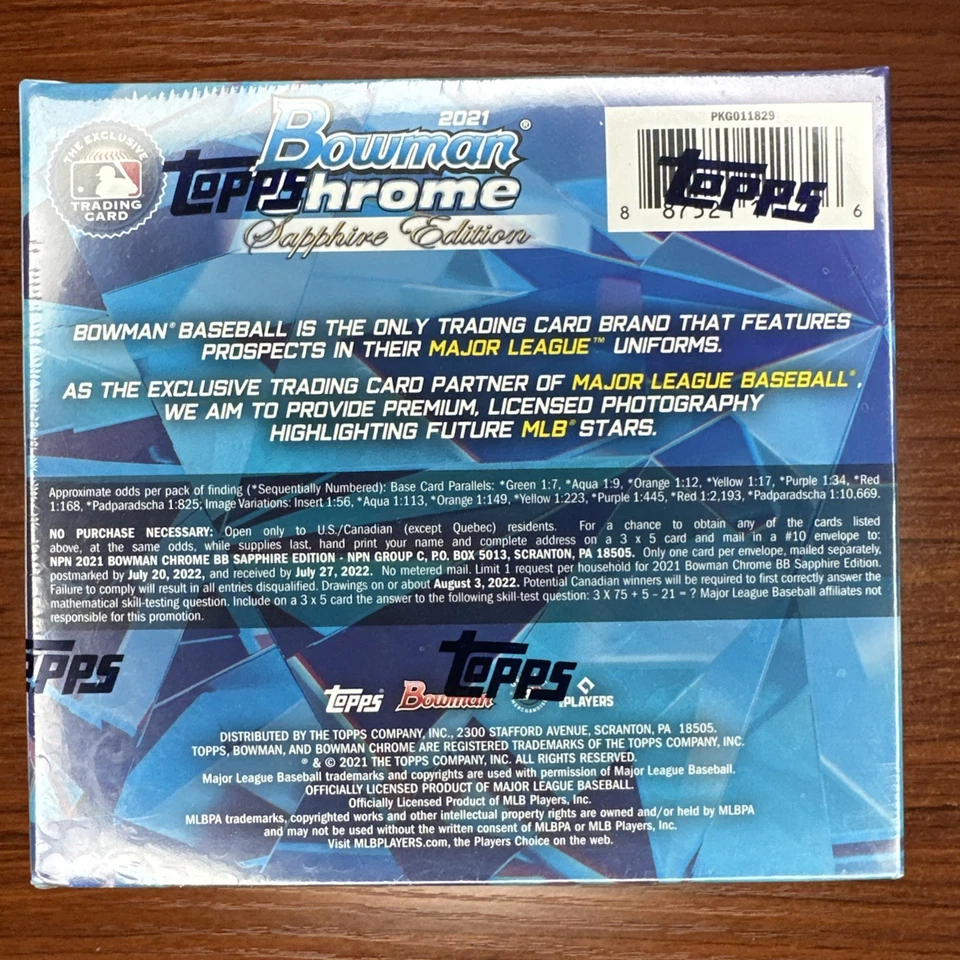 THE EXCLUSIVE
TRADING
CARD
2021
Bowman®
Chrome
Sapphire Edition
topps
PKG011829
topps
8 6
BOWMAN® BASEBALL IS THE ONLY TRADING CARD BRAND THAT FEATURES
PROSPECTS IN THEIR MAJOR LEAGUE™ UNIFORMS.
AS THE EXCLUSIVE TRADING CARD PARTNER OF MAJOR LEAGUE BASEBALL®,
WE AIM TO PROVIDE PREMIUM, LICENSED PHOTOGRAPHY
HIGHLIGHTING FUTURE MLB® STARS.
Approximate odds per pack of finding (*Sequentially Numbered): Base Card Parallels: *Green 1:7, *Aqua 1:9, *Orange 1:12, *Yellow 1:17, *Purple 1:34, *Red
1:168, *Padparadscha 1:825; Image Variations: Insert 1:56, *Aqua 1:113, *Orange 1:149, *Yellow 1:223, *Purple 1:445, *Red 1:2,193, *Padparadscha 1:10,669.
NO PURCHASE NECESSARY: Open only to U.S./Canadian (except Quebec) residents. For a chance to obtain any of the cards listed
above, at the same odds, while supplies last, hand print your name and complete address on a 3 x 5 card and mail in a #10 envelope to:
NPN 2021 BOWMAN CHROME BB SAPPHIRE EDITION - NPN GROUP C, P.O. BOX 5013, SCRANTON, PA 18505. Only one card per envelope, mailed separately,
postmarked by July 20, 2022, and received by July 27, 2022. No metered mail. Limit 1 request per household for 2021 Bowman Chrome BB Sapphire Edition.
Failure to comply will result in all entries disqualified. Drawings on or about August 3, 2022. Potential Canadian winners will be required to first correctly answer the
mathematical skill-testing question. Include on a 3 x 5 card the answer to the following skill-test question: 3 X 75 + 5 - 21 = ? Major League Baseball affiliates not
responsible for this promotion.
topps
topps
topps® Bowman PLAYERS
DISTRIBUTED BY THE TOPPS COMPANY, INC., 2300 STAFFORD AVENUE, SCRANTON, PA 18505.
TOPPS, BOWMAN, AND BOWMAN CHROME ARE REGISTERED TRADEMARKS OF THE TOPPS COMPANY, INC.
® & © 2021 THE TOPPS COMPANY, INC. ALL RIGHTS RESERVED.
Major League Baseball trademarks and copyrights are used with permission of Major League Baseball.
OFFICIALLY LICENSED PRODUCT OF MAJOR LEAGUE BASEBALL.
Officially Licensed Product of MLB Players, Inc.
MLBPA trademarks, copyrighted works and other intellectual property rights are owned and/or held by MLBPA
and may not be used without the written consent of MLBPA or MLB Players, Inc.
Visit MLBPLAYERS.com, the Players Choice on the web.